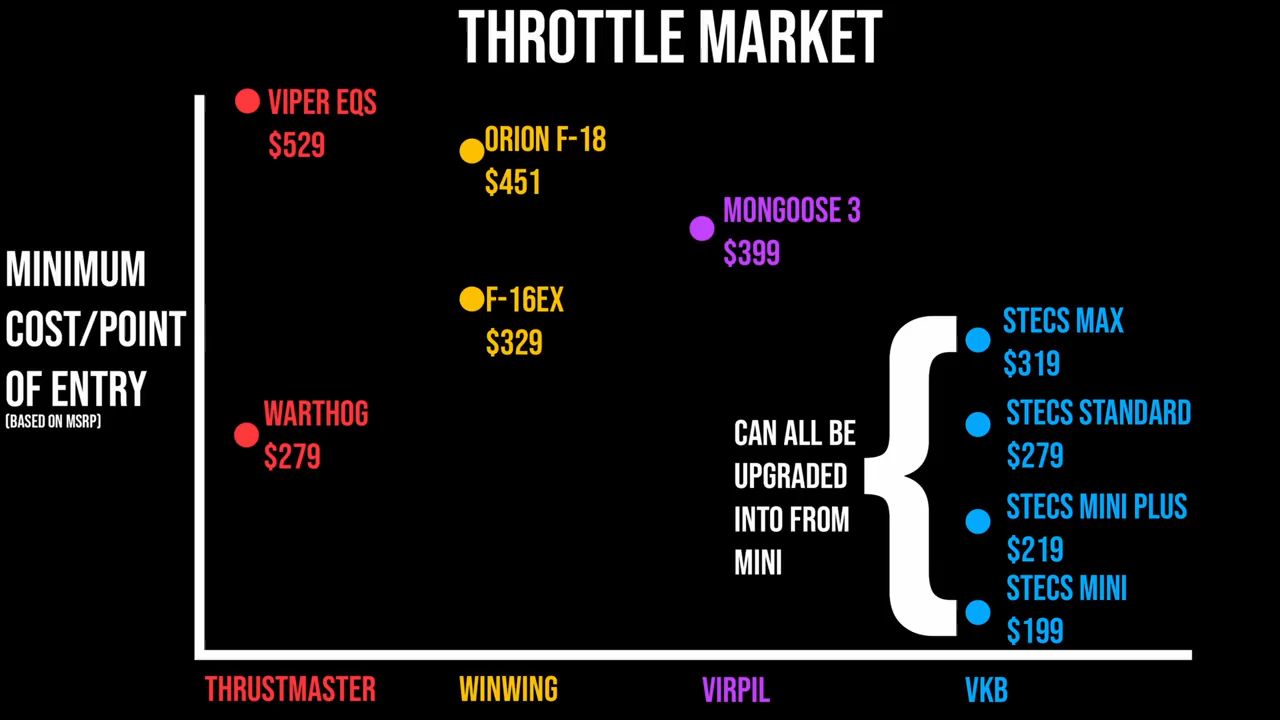 THROTTLE MARKET
VIPER EQS
$529
ORION F-18
$451
MONGOOSE 3
$399
MINIMUM
COST/POINT
OF ENTRY
(BASED ON MSRP)
F-16EX
$329
STECS MAX
$319
WARTHOG
$279
STECS STANDARD
$279
CAN ALL BE
UPGRADED
INTO FROM
MINI
STECS MINI PLUS
$219
STECS MINI
$199
THRUSTMASTER
WINWING
VIRPIL
VKB